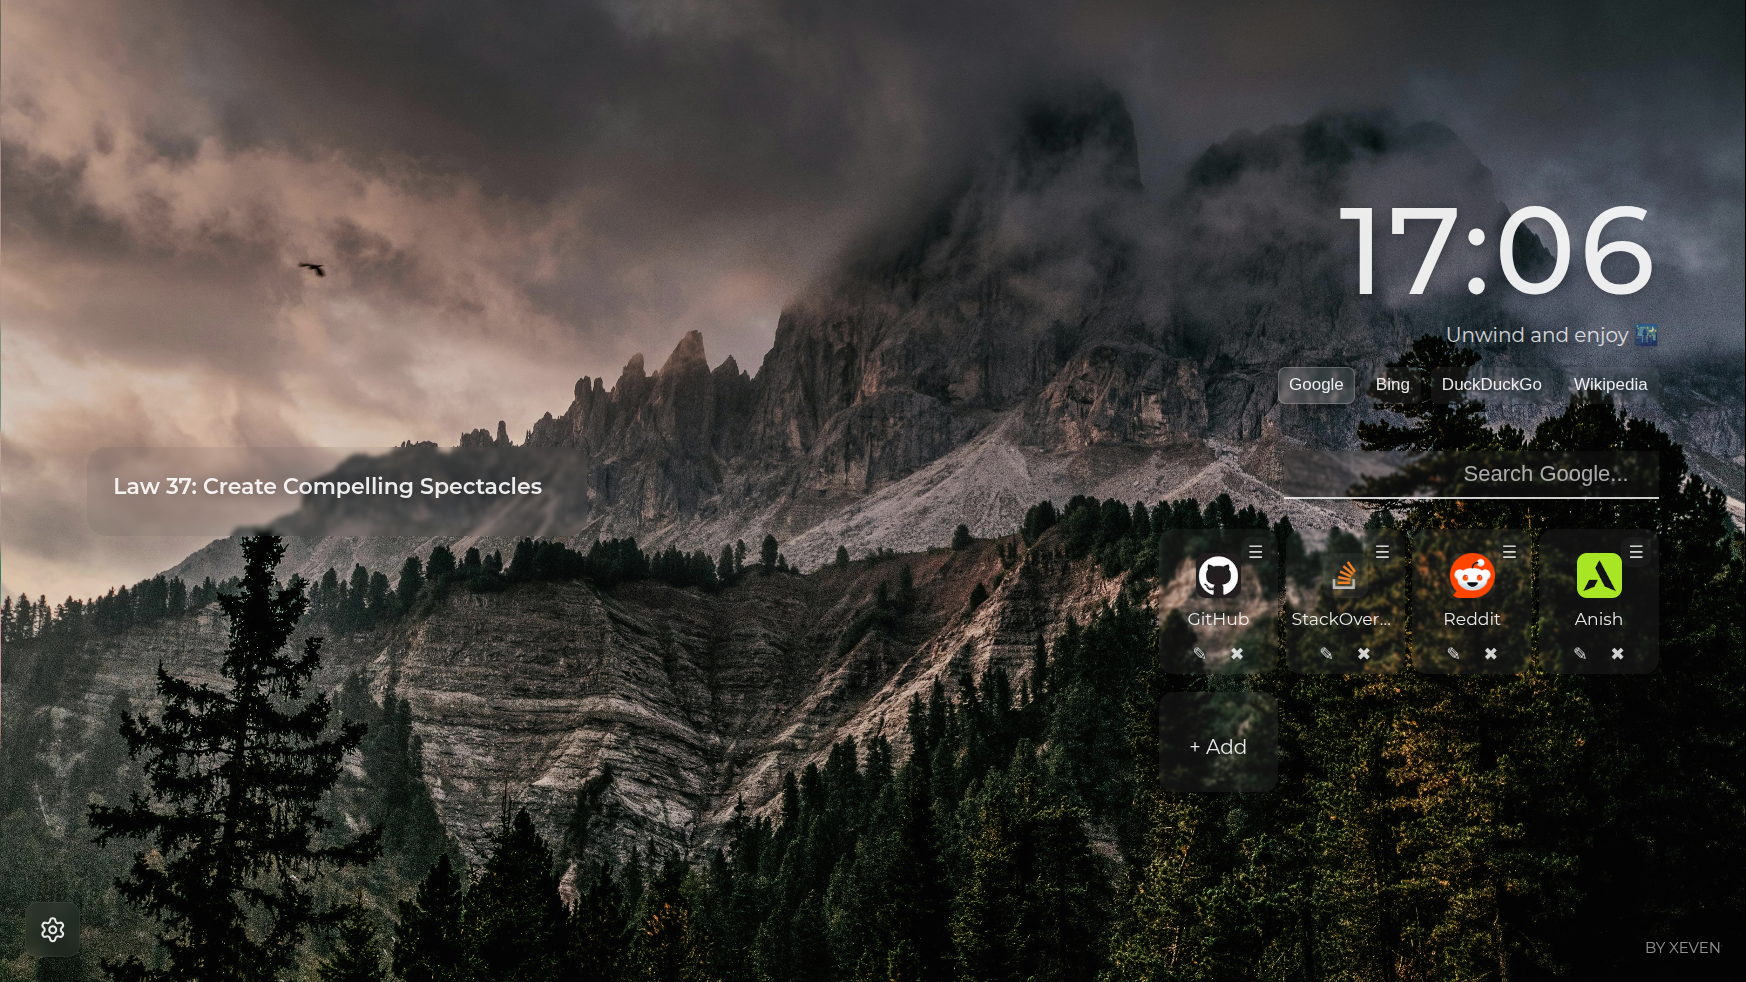 17:06
Unwind and enjoy 🌃
Google Bing DuckDuckGo Wikipedia
Law 37: Create Compelling Spectacles
Search Google...
GitHub StackOver... Reddit Anish
+ Add
BY XEVEN